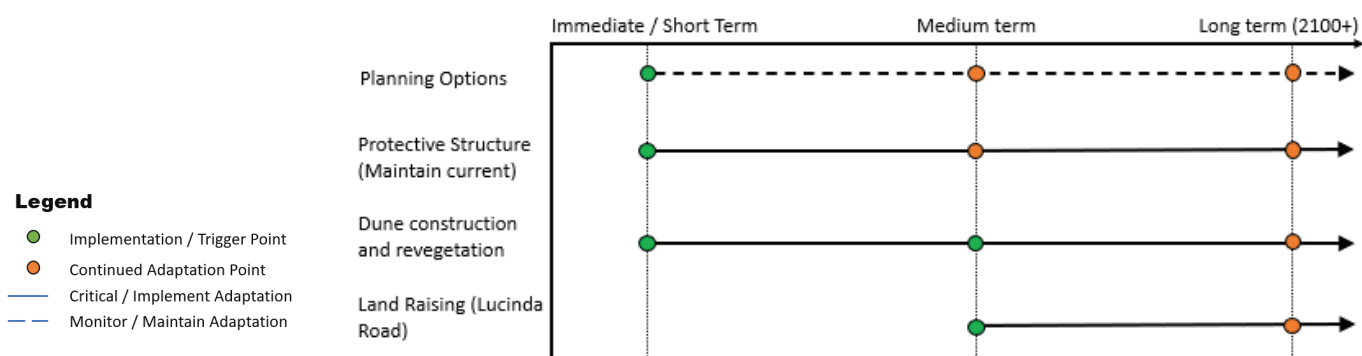 Immediate / Short Term
Medium term
Long term (2100+)
Planning Options
Protective Structure
(Maintain current)
Dune construction
and revegetation
Land Raising (Lucinda
Road)
Legend
Implementation / Trigger Point
Continued Adaptation Point
Critical / Implement Adaptation
Monitor / Maintain Adaptation